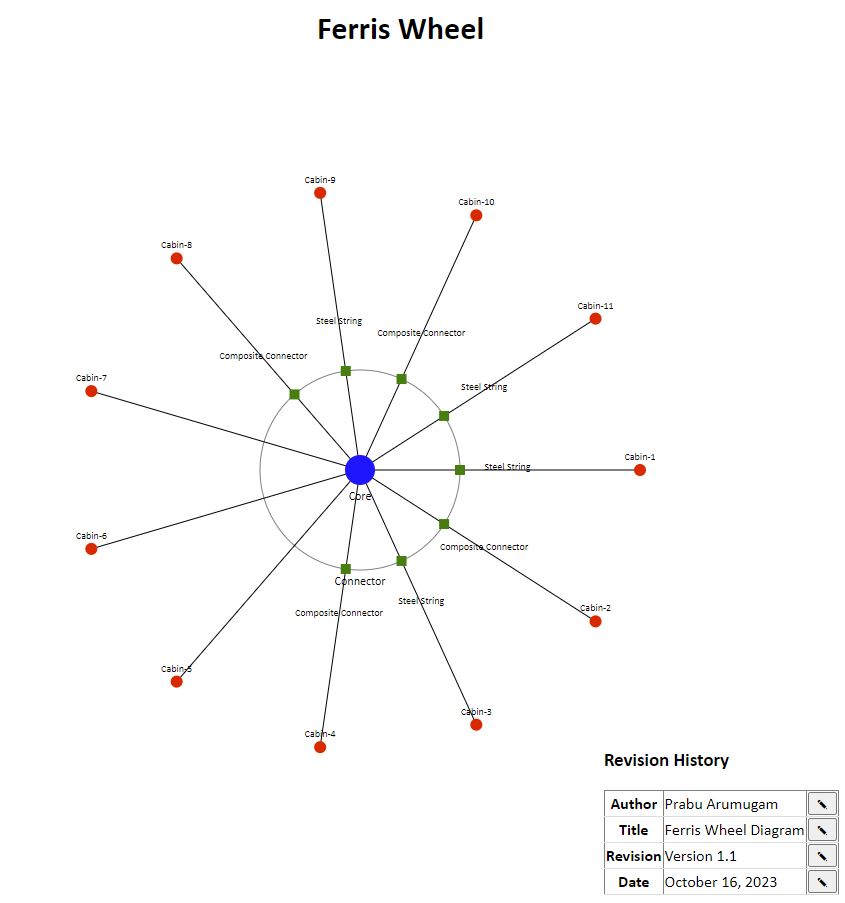 Ferris Wheel
Cabin-9
Cabin-10
Cabin-8
Cabin-11
Steel String
Composite Connector
Composite Connector
Cabin-7
Steel String
Cabin-1
Steel String
Core
Cabin-6
Composite Connector
Connector
Steel String
Cabin-2
Composite Connector
Cabin-5
Cabin-3
Cabin-4
Revision History
Author Prabu Arumugam
Title Ferris Wheel Diagram
Revision Version 1.1
Date October 16, 2023